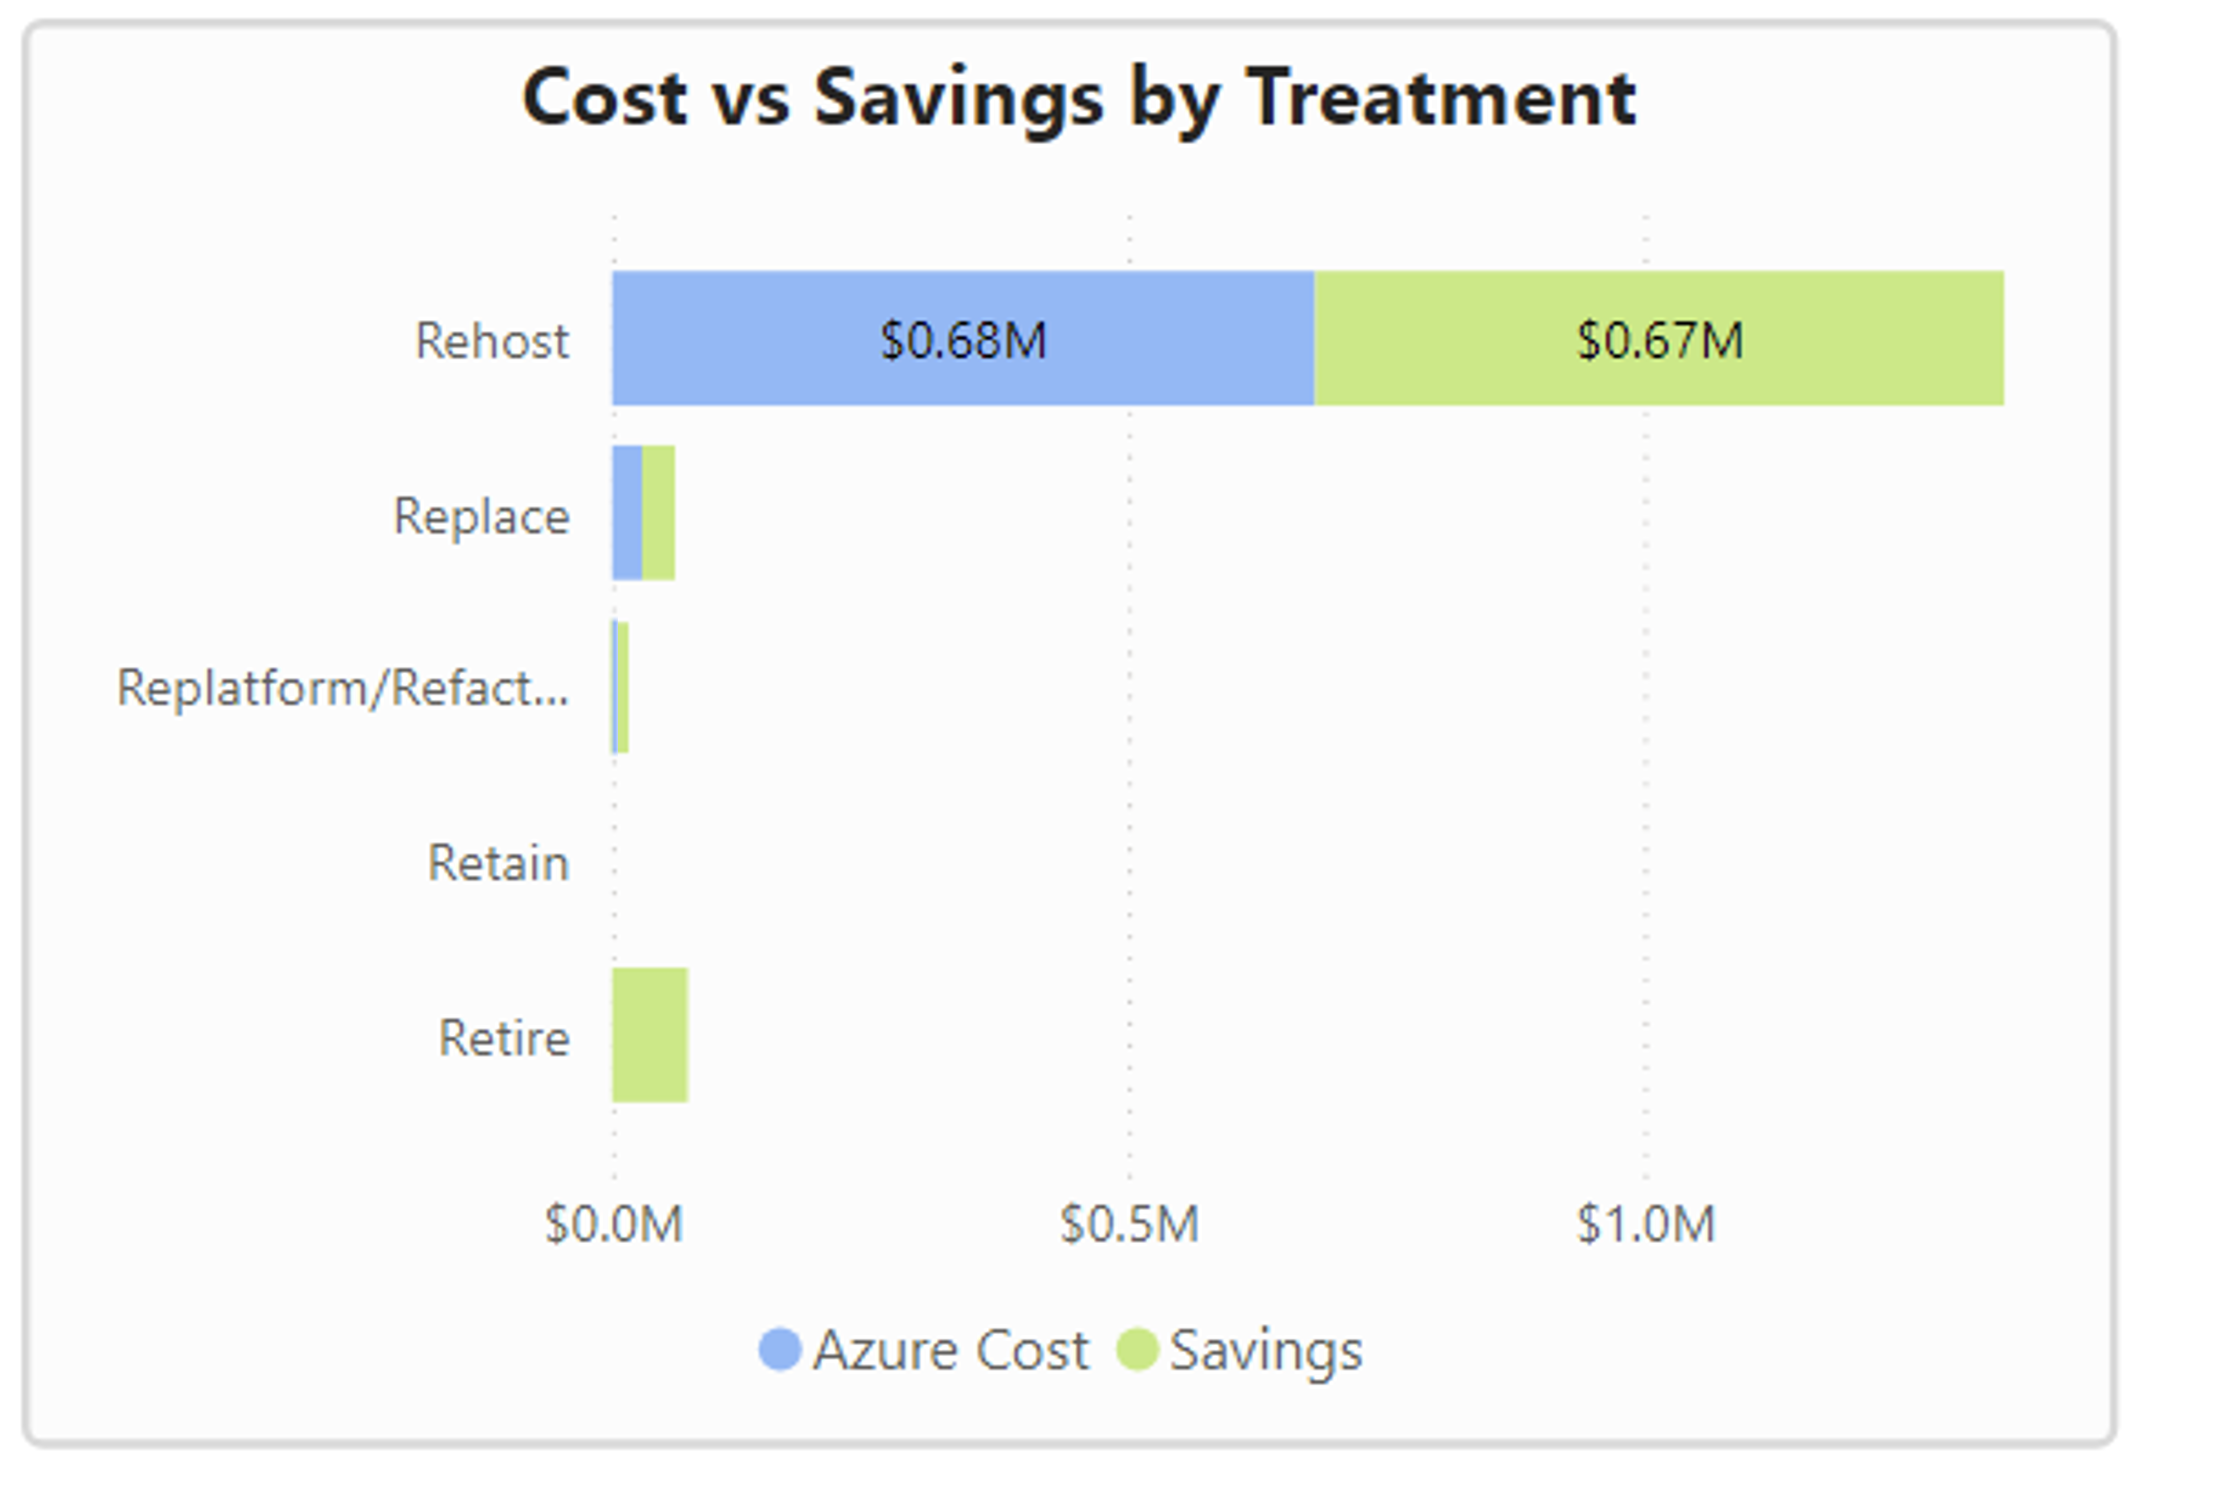 Cost vs Savings by Treatment
Rehost $0.68M $0.67M
Replace
Replatform/Refact...
Retain
Retire
$0.0M $0.5M $1.0M
Azure Cost Savings